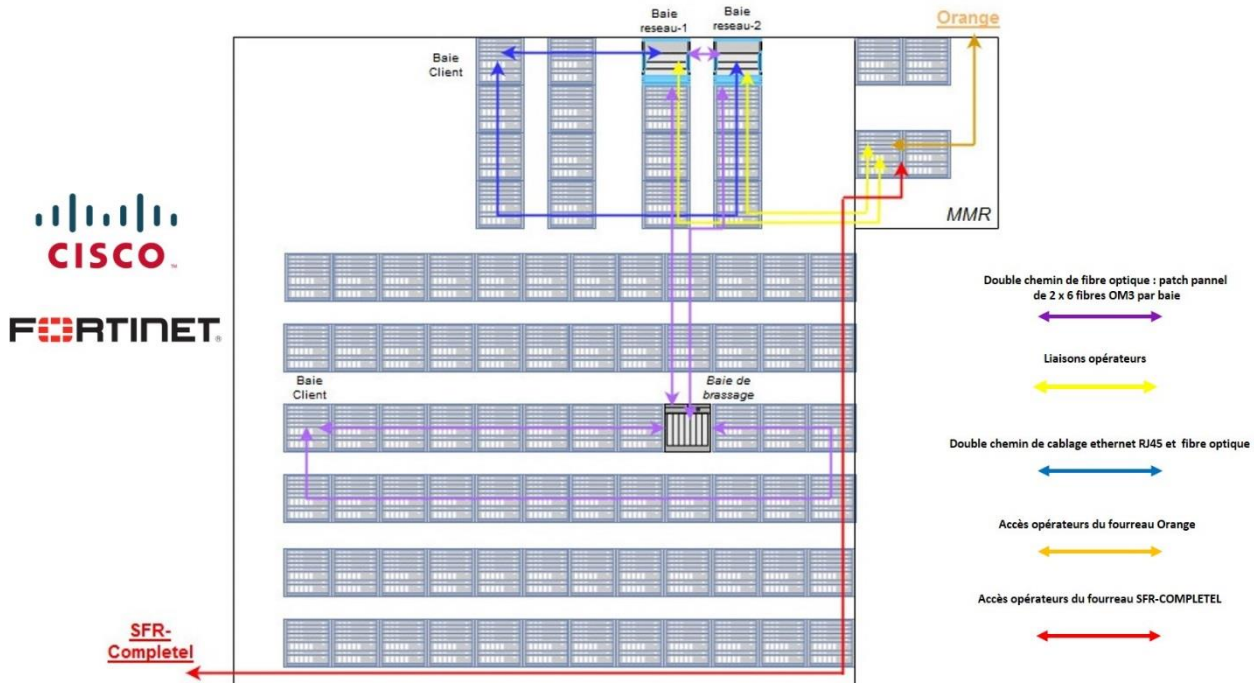 Baie
reseau-1
Baie
reseau-2
Orange
Baie
Client
MMR
CISCO™
FORTINET®
Double chemin de fibre optique : patch pannel
de 2 x 6 fibres OM3 par baie
Liaisons opérateurs
Baie
Client
Baie de
brassage
Double chemin de cablage ethernet RJ45 et fibre optique
Accès opérateurs du fourreau Orange
Accès opérateurs du fourreau SFR-COMPLETEL
SFR-
Completel